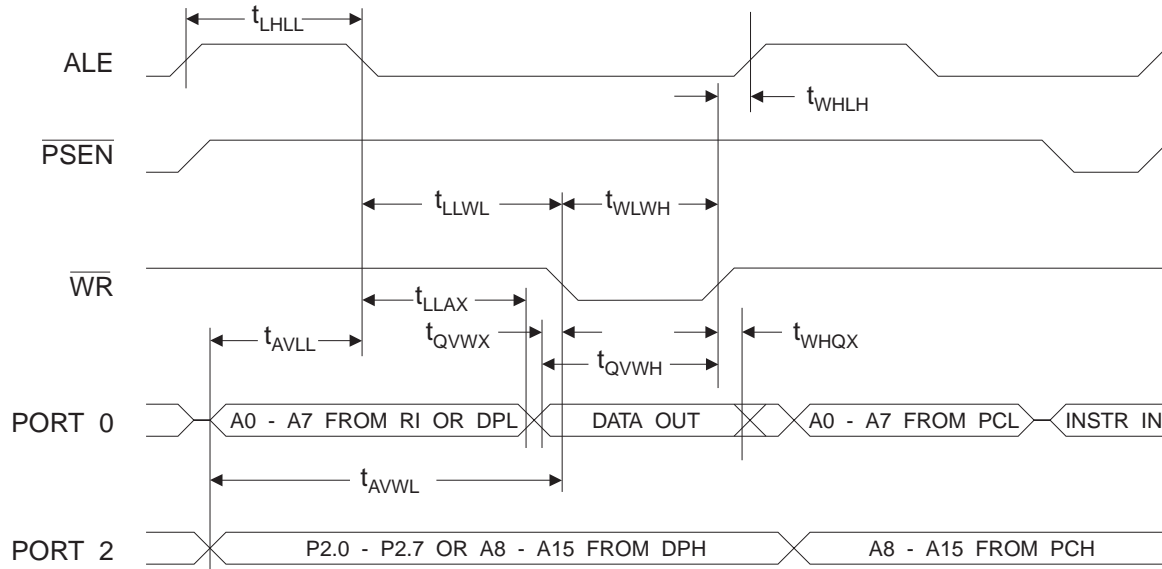 tLHLL
ALE
tWHLH
PSEN
tLLWL
tWLWH
WR
tLLAX
tAVLL
tQVWX
tWHQX
tQVWH
PORT 0
A0 - A7 FROM RI OR DPL
DATA OUT
A0 - A7 FROM PCL
INSTR IN
tAVWL
PORT 2
P2.0 - P2.7 OR A8 - A15 FROM DPH
A8 - A15 FROM PCH